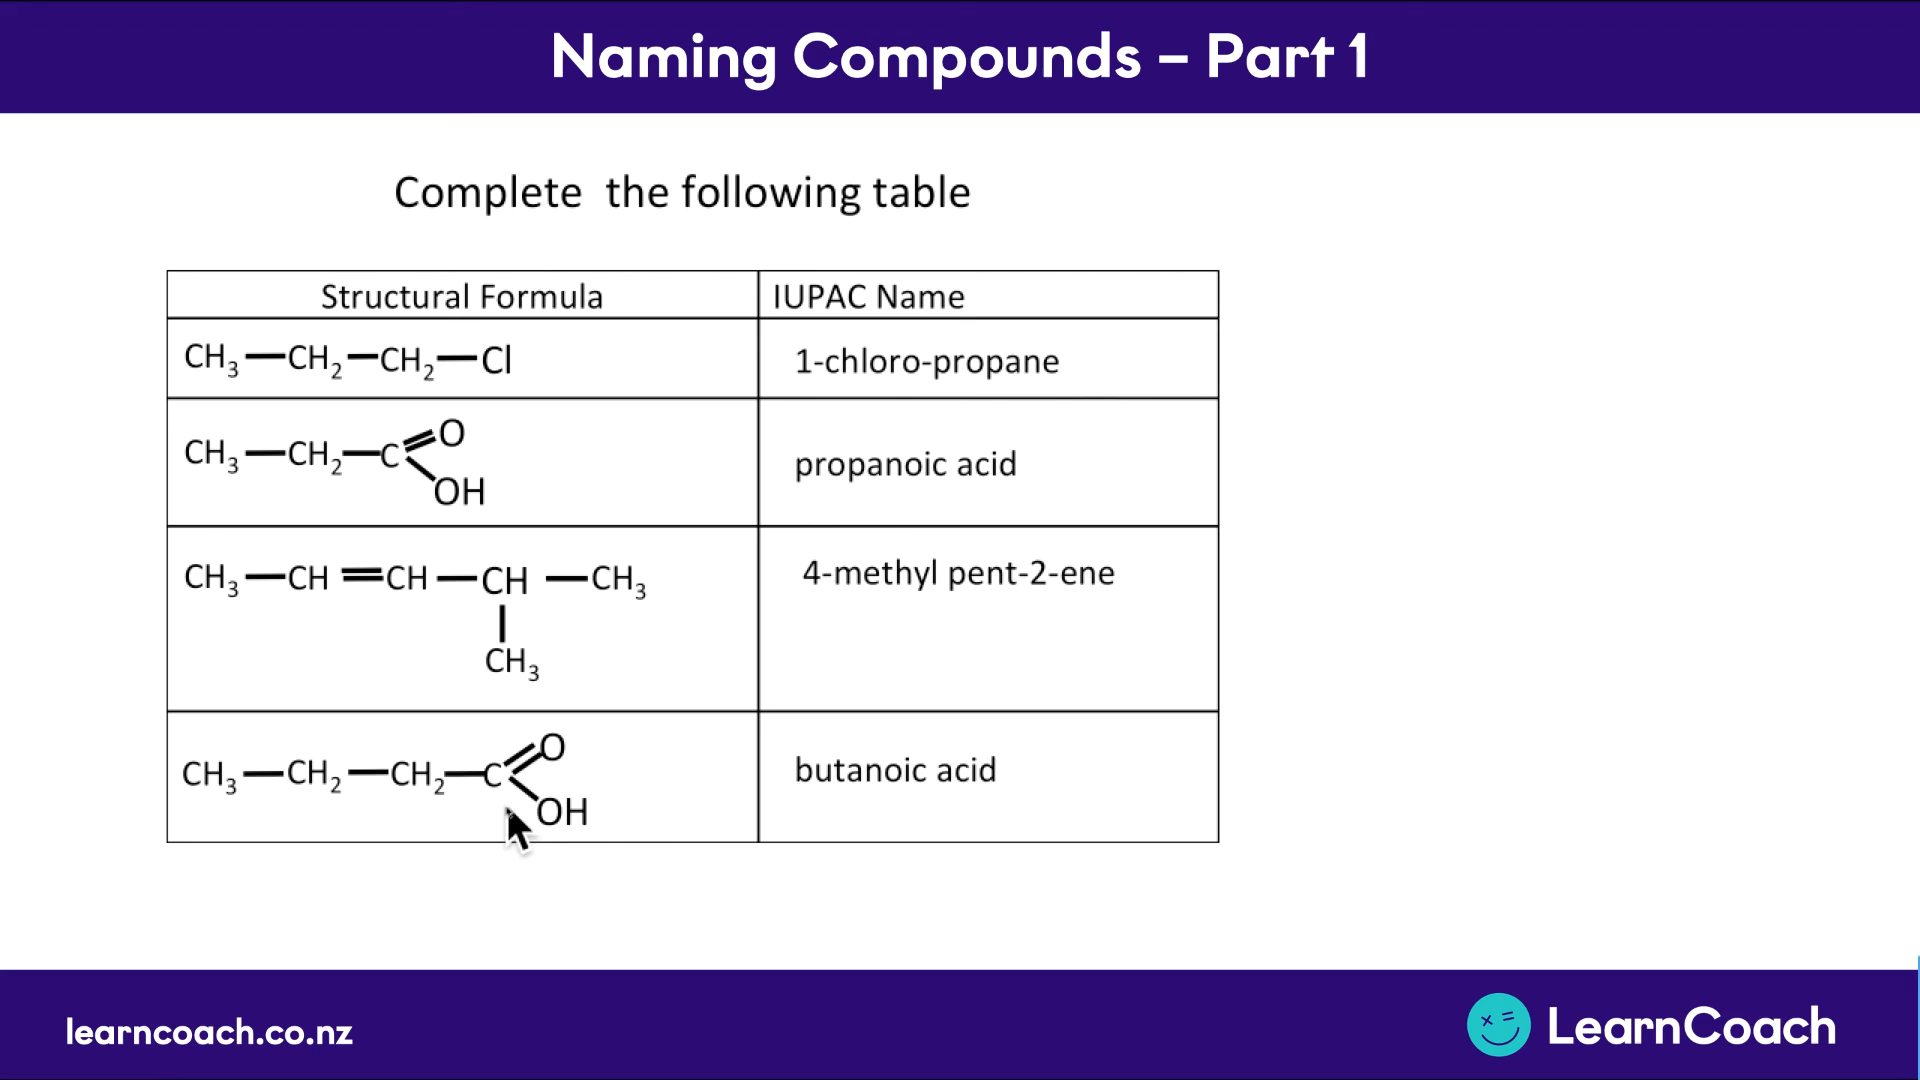 Naming Compounds – Part 1
Complete the following table
Structural Formula IUPAC Name
CH₃—CH₂—CH₂—Cl 1-chloro-propane
O
CH₃—CH₂—C propanoic acid
OH
CH₃—CH=CH—CH—CH₃ 4-methyl pent-2-ene
CH₃
O
CH₃—CH₂—CH₂—C butanoic acid
OH
learncoach.co.nz
LearnCoach